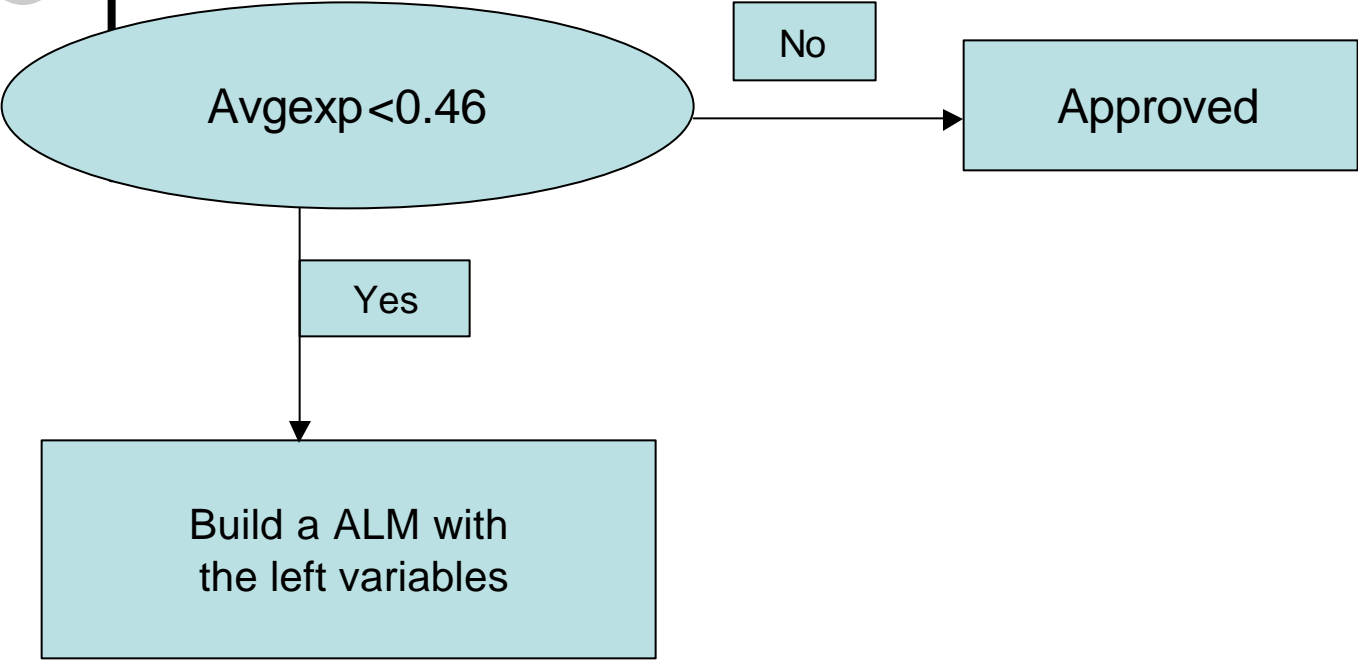 Avgexp<0.46
No
Approved
Yes
Build a ALM with
the left variables